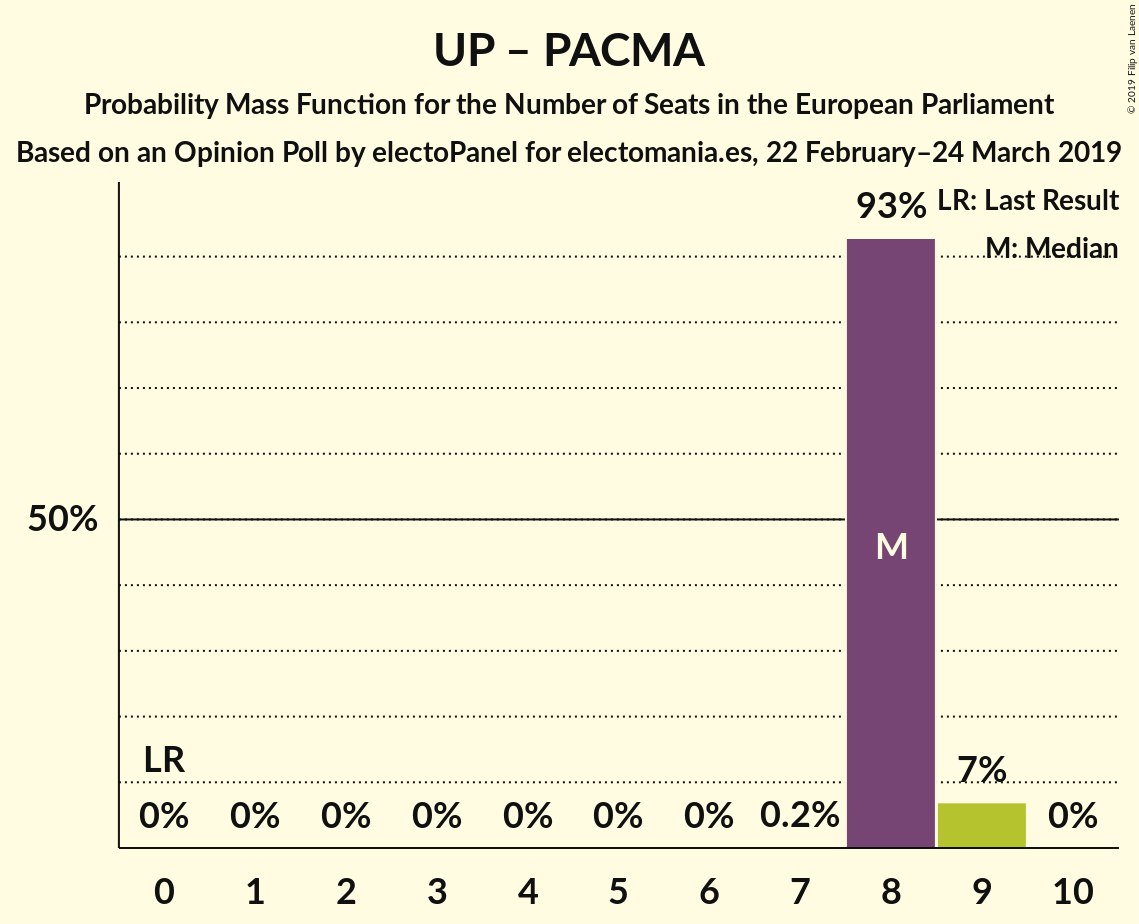 UP – PACMA
Probability Mass Function for the Number of Seats in the European Parliament
Based on an Opinion Poll by electoPanel for electomania.es, 22 February–24 March 2019
© 2019 Filip van Laenen
93%
LR: Last Result
M: Median
50%
M
LR
7%
0% 0% 0% 0% 0% 0% 0% 0.2% 0%
0 1 2 3 4 5 6 7 8 9 10